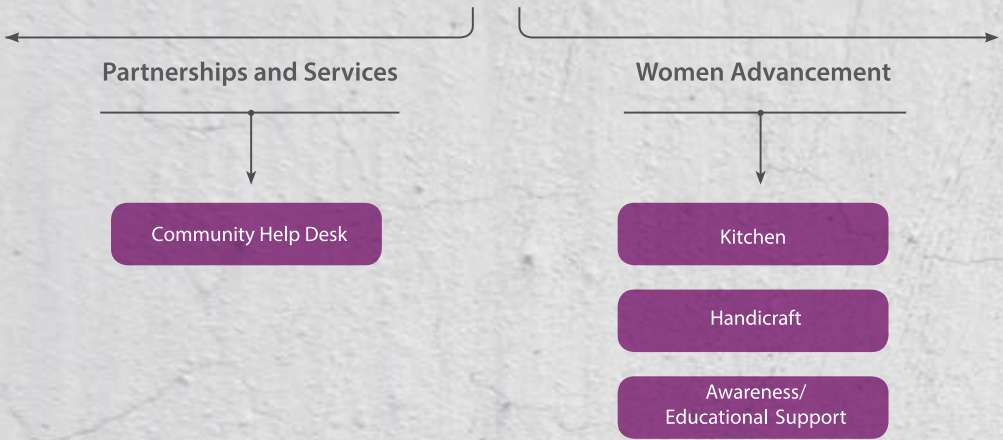 Partnerships and Services
Community Help Desk
Women Advancement
Kitchen
Handicraft
Awareness/
Educational Support